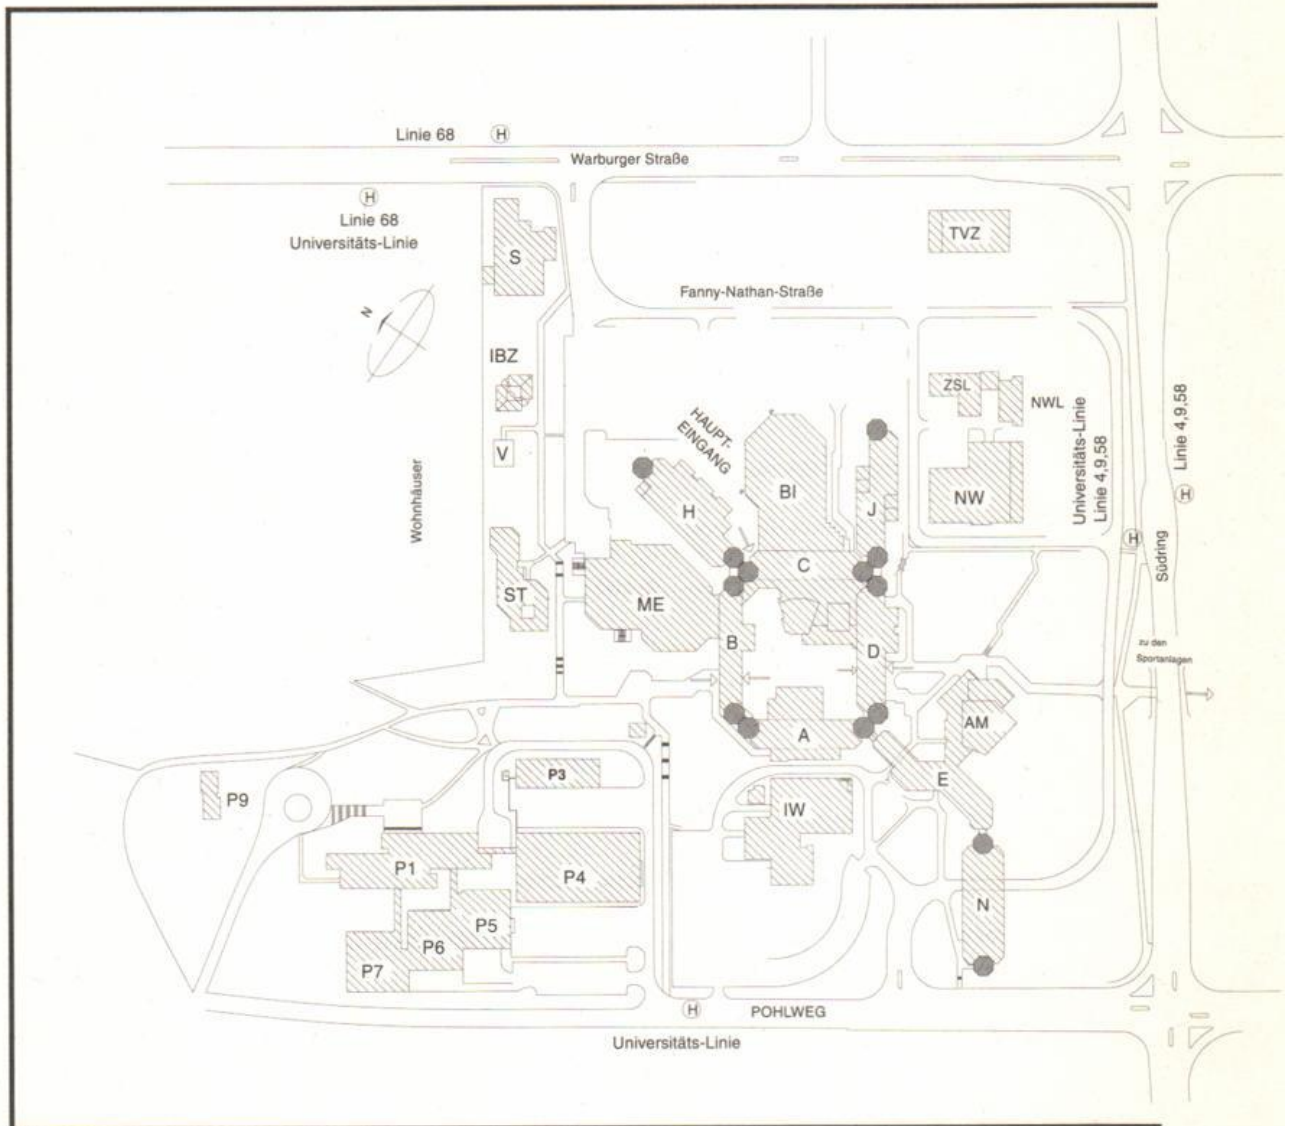 Linie 68 H
Warburger Straße
H
Linie 68
Universitäts-Linie
S
TVZ
Fanny-Nathan-Straße
N
IBZ
ZSL
NWL
HAUPT-
EINGANG
Universitäts-Linie
Linie 4,9,58
Linie 4,9,58
H
V
Wohnhäuser
H
BI
J
NW
H
Südring
C
ST
ME
B
D
zu den
Sportanlagen
AM
A
P3
E
P9
IW
P1
P4
N
P5
P6
P7
H
POHLWEG
Universitäts-Linie